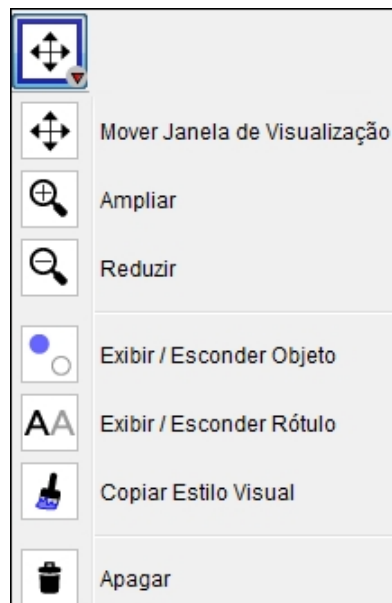 Mover Janela de Visualização
Ampliar
Reduzir
Exibir / Esconder Objeto
AA Exibir / Esconder Rótulo
Copiar Estilo Visual
Apagar